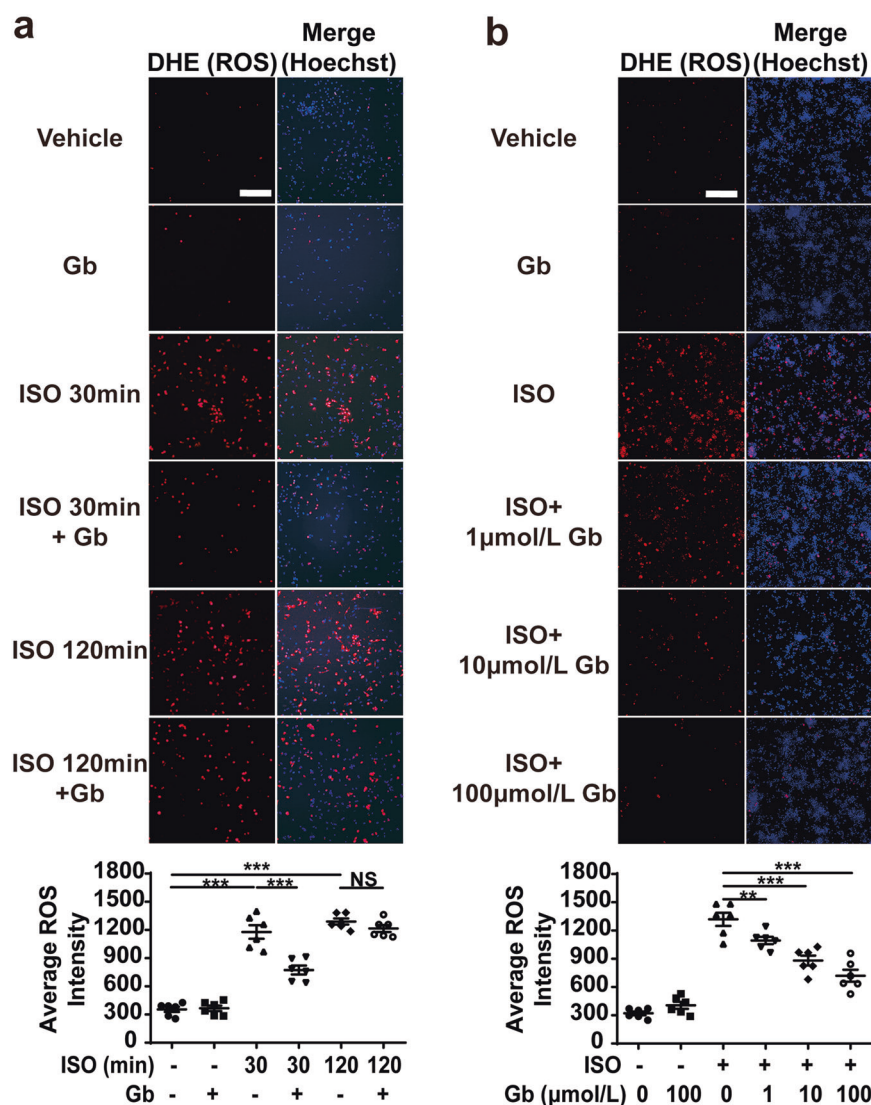 a
Merge
DHE (ROS) (Hoechst)
Vehicle
Gb
ISO 30min
ISO 30min
+ Gb
ISO 120min
ISO 120min
+Gb
1800
1500
1200
900
600
300
0
Average ROS
Intensity
***
***
***
NS
ISO (min) - - 30 30 120 120
Gb - + - + - +
b
Merge
DHE (ROS) (Hoechst)
Vehicle
Gb
ISO
ISO+
1µmol/L Gb
ISO+
10µmol/L Gb
ISO+
100µmol/L Gb
1800
1500
1200
900
600
300
0
Average ROS
Intensity
***
***
**
ISO - - + + + +
Gb (µmol/L) 0 100 0 1 10 100